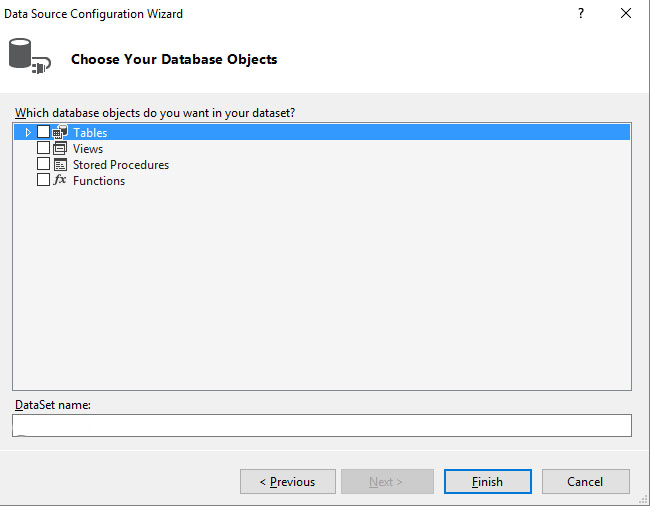 Data Source Configuration Wizard ?
Choose Your Database Objects
Which database objects do you want in your dataset?
Tables
Views
Stored Procedures
fx Functions
DataSet name:
< Previous Next > Finish Cancel